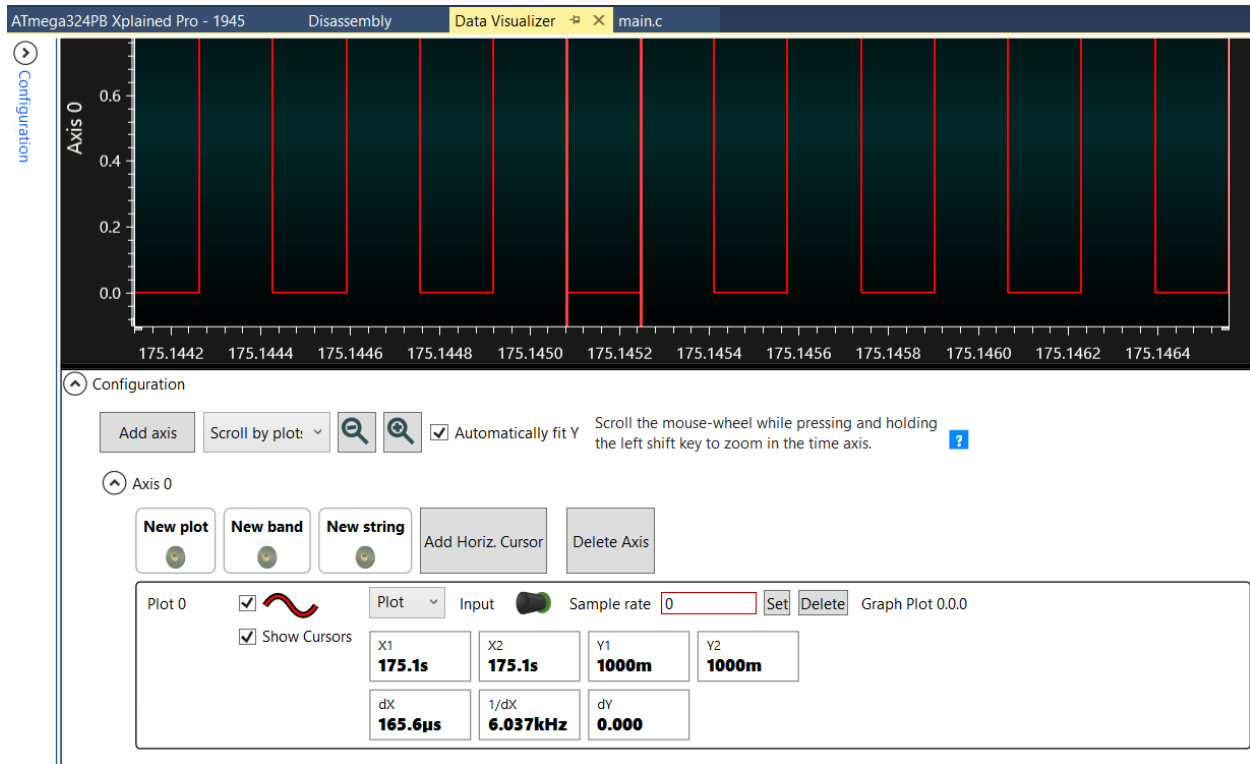 ATmega324PB Xplained Pro - 1945 Disassembly Data Visualizer main.c
Configuration
Axis 0
0.6
0.4
0.2
0.0
175.1442 175.1444 175.1446 175.1448 175.1450 175.1452 175.1454 175.1456 175.1458 175.1460 175.1462 175.1464
Configuration
Add axis Scroll by plot: Automatically fit Y Scroll the mouse-wheel while pressing and holding
the left shift key to zoom in the time axis. ?
Axis 0
New plot New band New string Add Horiz. Cursor Delete Axis
Plot 0 Plot Input Sample rate 0 Set Delete Graph Plot 0.0.0
Show Cursors
X1 X2 Y1 Y2
175.1s 175.1s 1000m 1000m
dX 1/dX dY
165.6µs 6.037kHz 0.000